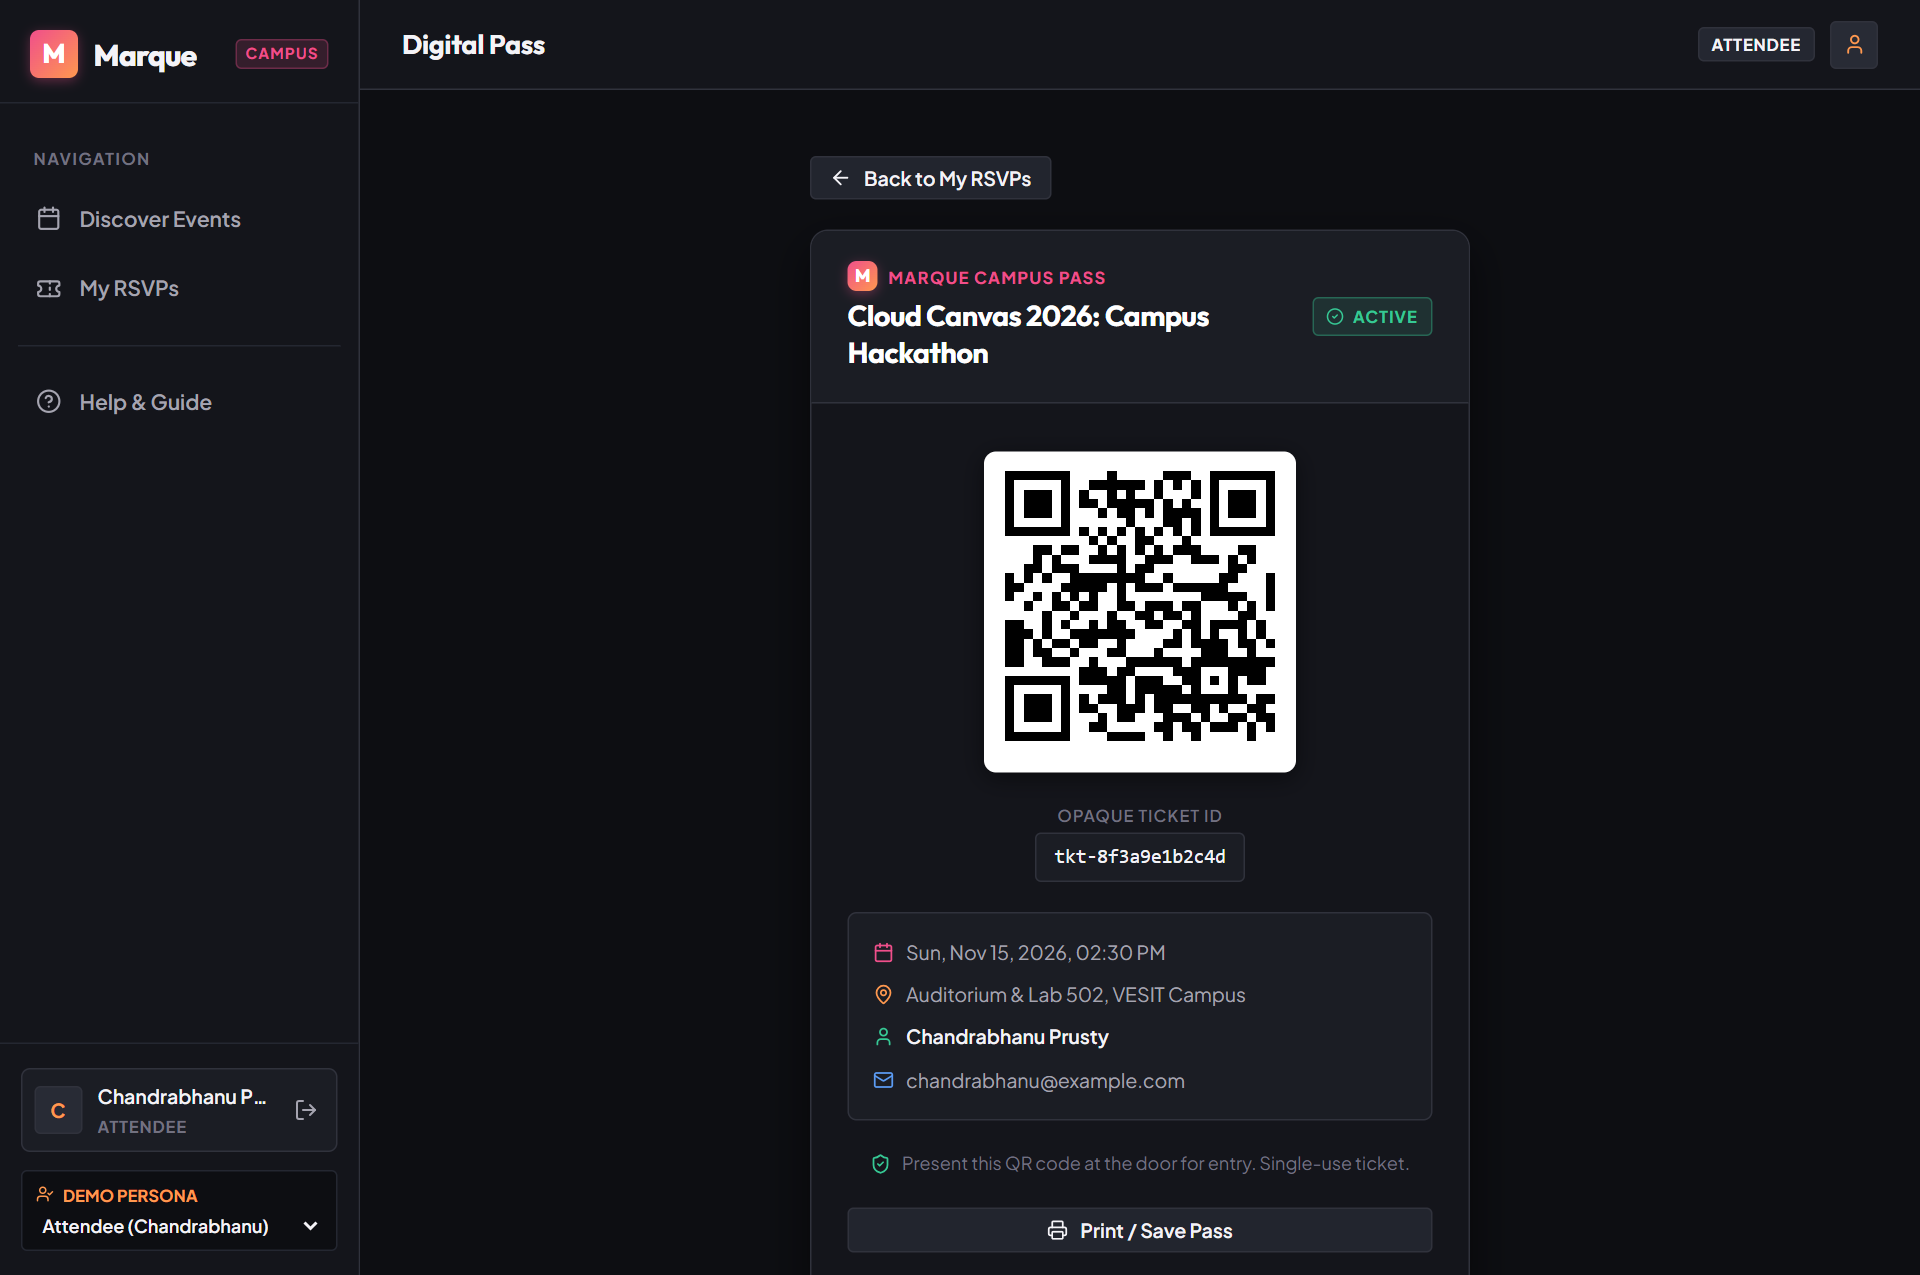 M Marque CAMPUS
NAVIGATION
Discover Events
My RSVPs
Help & Guide
C
Chandrabhanu P...
ATTENDEE
DEMO PERSONA
Attendee (Chandrabhanu)
Digital Pass
ATTENDEE
Back to My RSVPs
M MARQUE CAMPUS PASS
Cloud Canvas 2026: Campus
Hackathon
ACTIVE
OPAQUE TICKET ID
tkt-8f3a9e1b2c4d
Sun, Nov 15, 2026, 02:30 PM
Auditorium & Lab 502, VESIT Campus
Chandrabhanu Prusty
chandrabhanu@example.com
Present this QR code at the door for entry. Single-use ticket.
Print / Save Pass